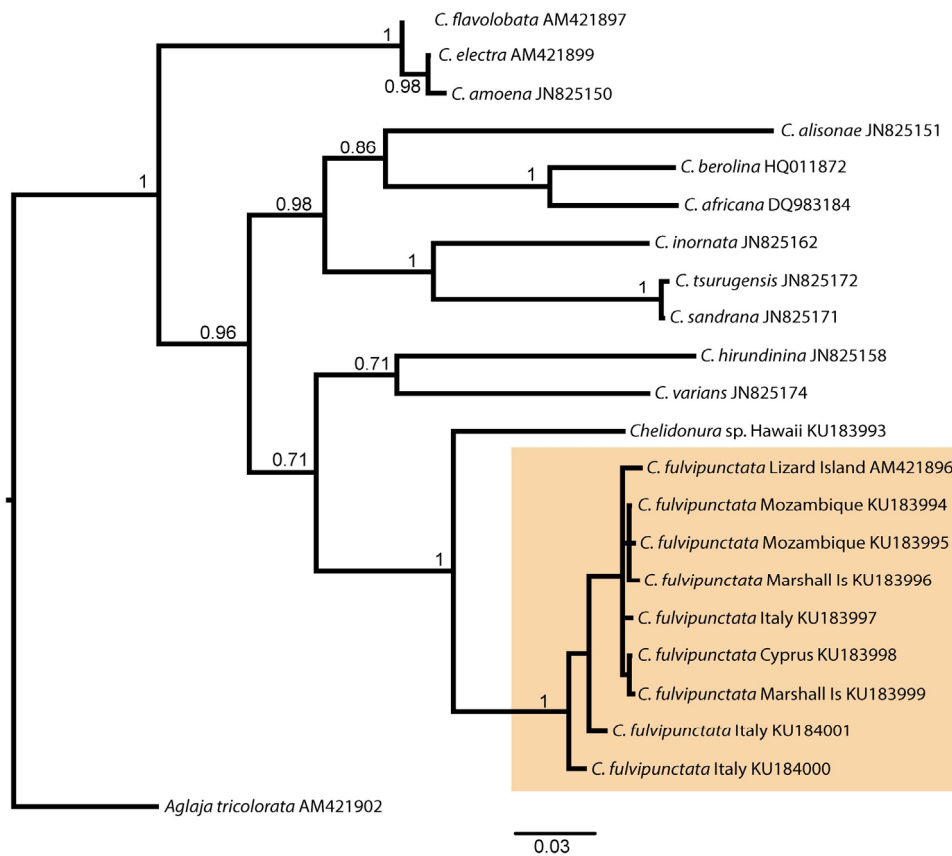 C. flavolobata AM421897
1
C. electra AM421899
0.98
C. amoena JN825150
C. alisonae JN825151
0.86
C. berolina HQ011872
1
1
C. africana DQ983184
0.98
C. inornata JN825162
1
C. tsurugensis JN825172
1
C. sandrana JN825171
0.96
C. hirundinina JN825158
0.71
C. varians JN825174
Chelidonura sp. Hawaii KU183993
0.71
C. fulvipunctata Lizard Island AM421896
C. fulvipunctata Mozambique KU183994
C. fulvipunctata Mozambique KU183995
1
C. fulvipunctata Marshall Is KU183996
C. fulvipunctata Italy KU183997
C. fulvipunctata Cyprus KU183998
C. fulvipunctata Marshall Is KU183999
1
C. fulvipunctata Italy KU184001
C. fulvipunctata Italy KU184000
Aglaja tricolorata AM421902
0.03